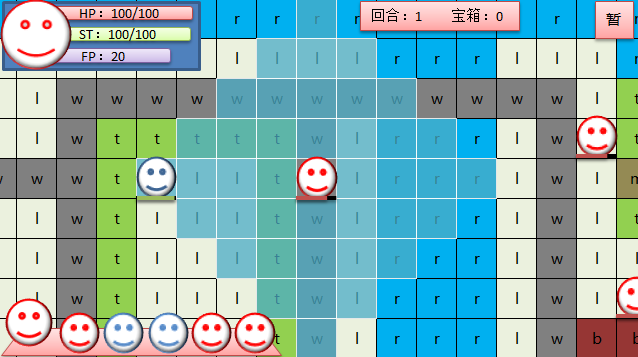 HP：100/100
ST：100/100
FP：20
回合：1 宝箱：0
暂
r r r r
l l l l r r r l l l r
l w w w w w w w w w w w w w l t
l w t t t t t w l r r r l w t
w w w t l l t l r r r l w l m
l w t l l l t w l r r r l w l t
l w t l l l t w l r r r l w l t
l w t l l l t w l r r r l w l
t w l r r r l w b b